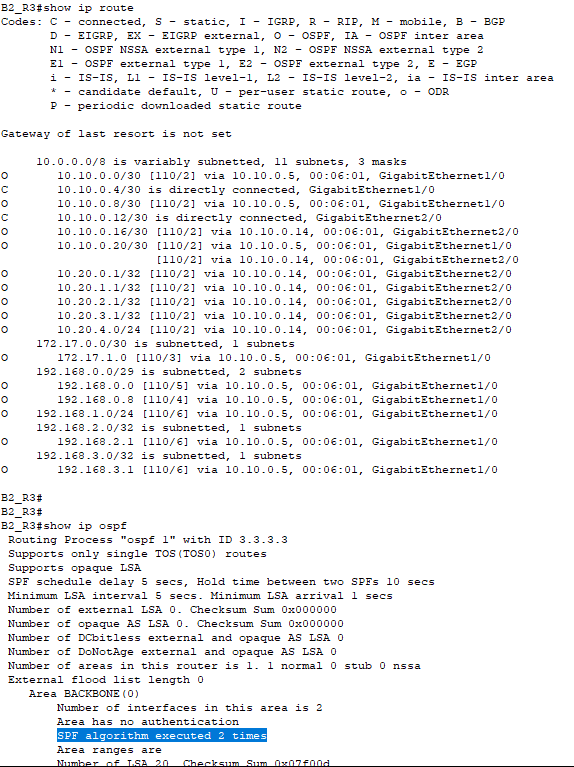 B2_R3#show ip route
Codes: C - connected, S - static, I - IGRP, R - RIP, M - mobile, B - BGP
D - EIGRP, EX - EIGRP external, O - OSPF, IA - OSPF inter area
N1 - OSPF NSSA external type 1, N2 - OSPF NSSA external type 2
E1 - OSPF external type 1, E2 - OSPF external type 2, E - EGP
i - IS-IS, L1 - IS-IS level-1, L2 - IS-IS level-2, ia - IS-IS inter area
* - candidate default, U - per-user static route, o - ODR
P - periodic downloaded static route
Gateway of last resort is not set
10.0.0.0/8 is variably subnetted, 11 subnets, 3 masks
O 10.10.0.0/30 [110/2] via 10.10.0.5, 00:06:01, GigabitEthernet1/0
C 10.10.0.4/30 is directly connected, GigabitEthernet1/0
O 10.10.0.8/30 [110/2] via 10.10.0.5, 00:06:01, GigabitEthernet1/0
C 10.10.0.12/30 is directly connected, GigabitEthernet2/0
O 10.10.0.16/30 [110/2] via 10.10.0.14, 00:06:01, GigabitEthernet2/0
O 10.10.0.20/30 [110/2] via 10.10.0.5, 00:06:01, GigabitEthernet1/0
[110/2] via 10.10.0.14, 00:06:01, GigabitEthernet2/0
O 10.20.0.1/32 [110/2] via 10.10.0.14, 00:06:01, GigabitEthernet2/0
O 10.20.1.1/32 [110/2] via 10.10.0.14, 00:06:01, GigabitEthernet2/0
O 10.20.2.1/32 [110/2] via 10.10.0.14, 00:06:01, GigabitEthernet2/0
O 10.20.3.1/32 [110/2] via 10.10.0.14, 00:06:01, GigabitEthernet2/0
O 10.20.4.0/24 [110/2] via 10.10.0.14, 00:06:01, GigabitEthernet2/0
172.17.0.0/30 is subnetted, 1 subnets
O 172.17.1.0 [110/3] via 10.10.0.5, 00:06:01, GigabitEthernet1/0
192.168.0.0/29 is subnetted, 2 subnets
O 192.168.0.0 [110/5] via 10.10.0.5, 00:06:01, GigabitEthernet1/0
O 192.168.0.8 [110/4] via 10.10.0.5, 00:06:01, GigabitEthernet1/0
O 192.168.1.0/24 [110/6] via 10.10.0.5, 00:06:01, GigabitEthernet1/0
192.168.2.0/32 is subnetted, 1 subnets
O 192.168.2.1 [110/6] via 10.10.0.5, 00:06:01, GigabitEthernet1/0
192.168.3.0/32 is subnetted, 1 subnets
O 192.168.3.1 [110/6] via 10.10.0.5, 00:06:01, GigabitEthernet1/0
B2_R3#
B2_R3#
B2_R3#show ip ospf
Routing Process "ospf 1" with ID 3.3.3.3
Supports only single TOS(TOS0) routes
Supports opaque LSA
SPF schedule delay 5 secs, Hold time between two SPFs 10 secs
Minimum LSA interval 5 secs. Minimum LSA arrival 1 secs
Number of external LSA 0. Checksum Sum 0x000000
Number of opaque AS LSA 0. Checksum Sum 0x000000
Number of DCbitless external and opaque AS LSA 0
Number of DoNotAge external and opaque AS LSA 0
Number of areas in this router is 1. 1 normal 0 stub 0 nssa
External flood list length 0
Area BACKBONE(0)
Number of interfaces in this area is 2
Area has no authentication
SPF algorithm executed 2 times
Area ranges are
Number of LSA 20. Checksum Sum 0x07f00d